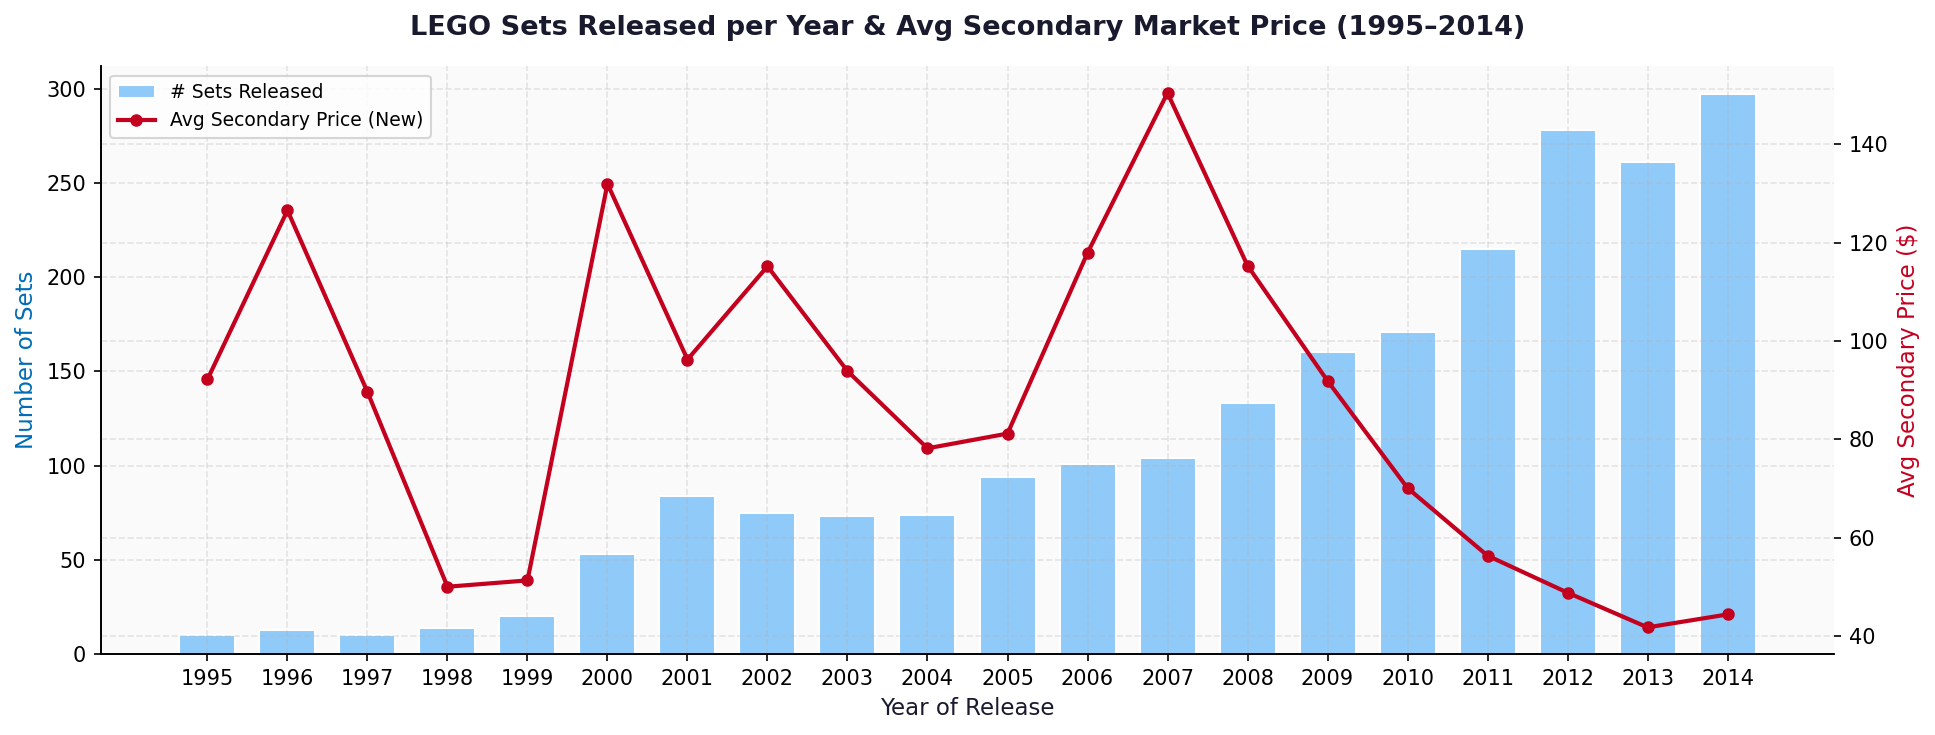 LEGO Sets Released per Year & Avg Secondary Market Price (1995–2014)
# Sets Released
Avg Secondary Price (New)
Number of Sets
300
250
200
150
100
50
0
140
120
100
80
60
40
Avg Secondary Price ($)
1995 1996 1997 1998 1999 2000 2001 2002 2003 2004 2005 2006 2007 2008 2009 2010 2011 2012 2013 2014
Year of Release